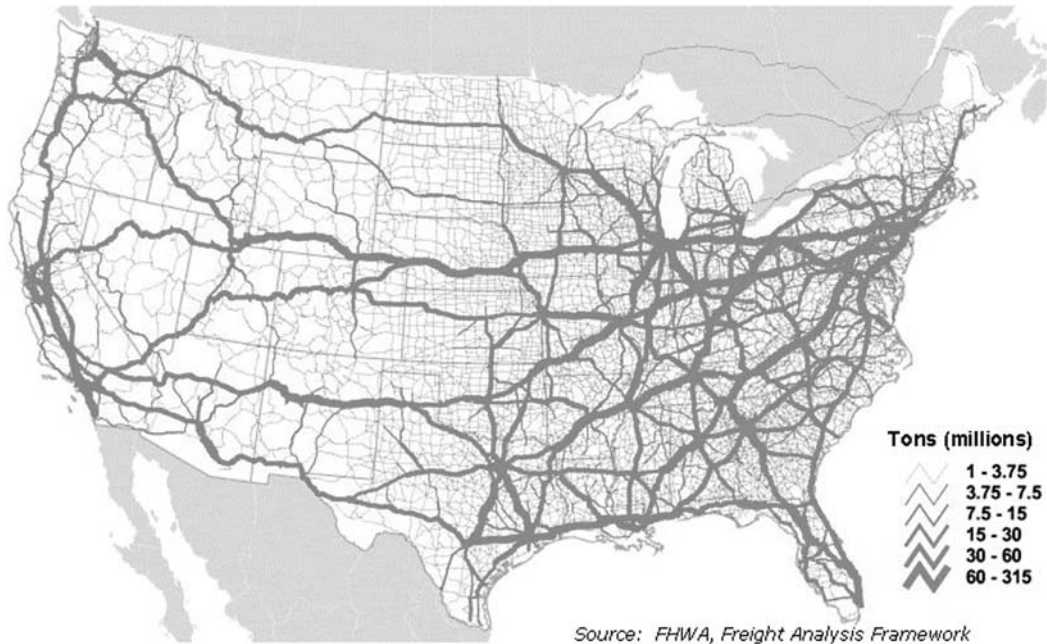 Tons (millions)
1 - 3.75
3.75 - 7.5
7.5 - 15
15 - 30
30 - 60
60 - 315
Source: FHWA, Freight Analysis Framework